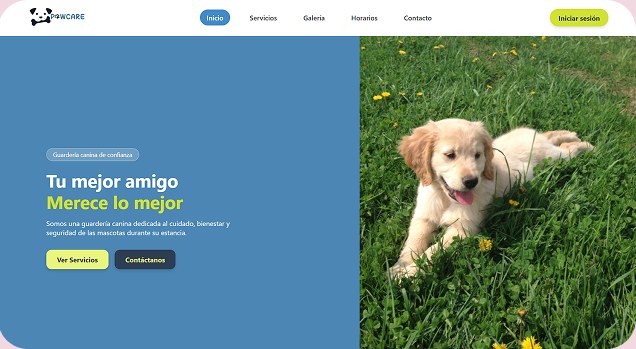 PAWCARE
Inicio
Servicios
Galería
Horarios
Contacto
Iniciar sesión
Guardería canina de confianza
Tu mejor amigo
Merece lo mejor
Somos una guardería canina dedicada al cuidado, bienestar y
seguridad de las mascotas durante su estancia.
Ver Servicios
Contáctanos